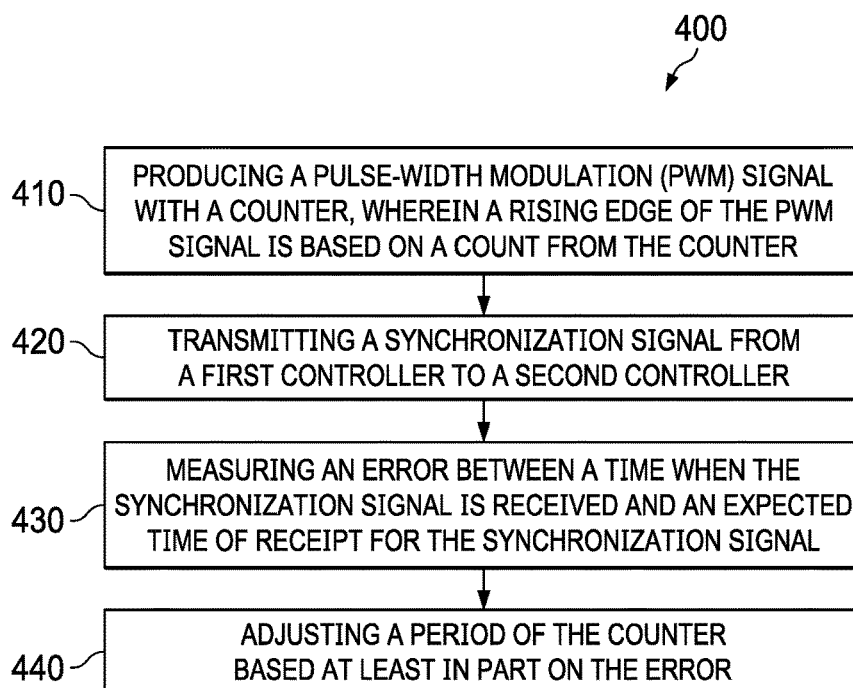 400
410
PRODUCING A PULSE-WIDTH MODULATION (PWM) SIGNAL
WITH A COUNTER, WHEREIN A RISING EDGE OF THE PWM
SIGNAL IS BASED ON A COUNT FROM THE COUNTER
420
TRANSMITTING A SYNCHRONIZATION SIGNAL FROM
A FIRST CONTROLLER TO A SECOND CONTROLLER
430
MEASURING AN ERROR BETWEEN A TIME WHEN THE
SYNCHRONIZATION SIGNAL IS RECEIVED AND AN EXPECTED
TIME OF RECEIPT FOR THE SYNCHRONIZATION SIGNAL
440
ADJUSTING A PERIOD OF THE COUNTER
BASED AT LEAST IN PART ON THE ERROR